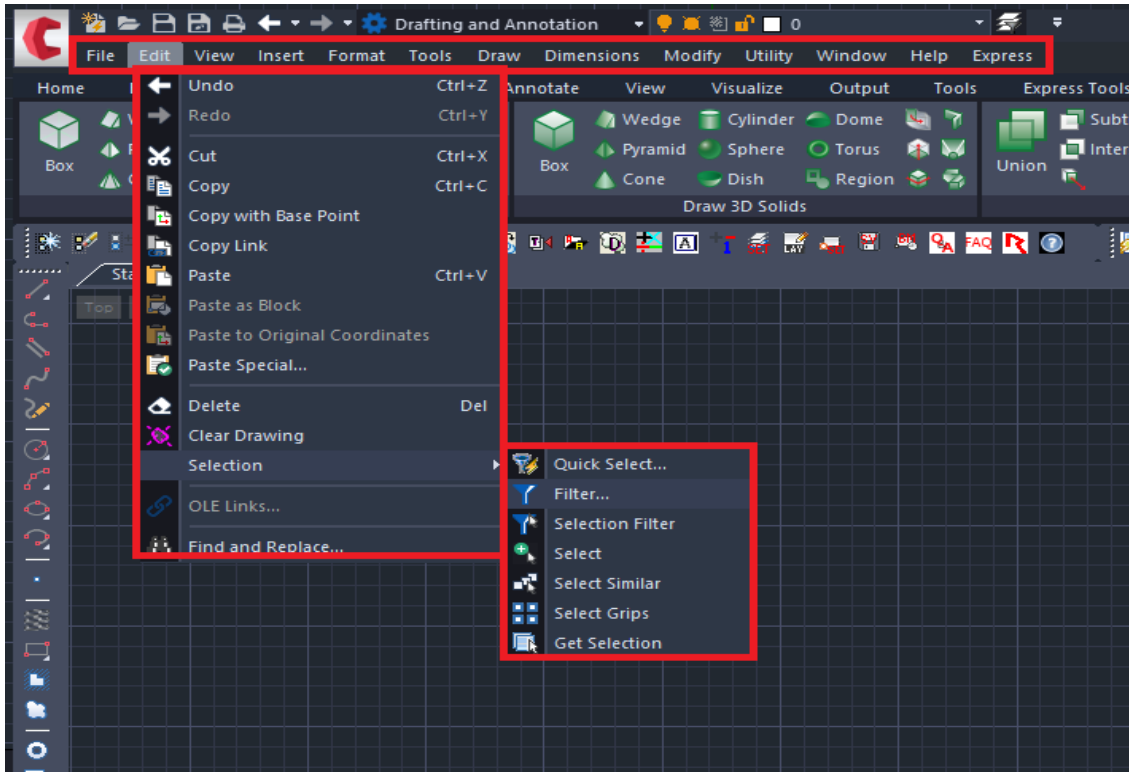 Drafting and Annotation 0
File Edit View Insert Format Tools Draw Dimensions Modify Utility Window Help Express
Home Annotate View Visualize Output Tools Express Tools
Undo Ctrl+Z
Redo Ctrl+Y
Cut Ctrl+X
Copy Ctrl+C
Copy with Base Point
Copy Link
Paste Ctrl+V
Paste as Block
Paste to Original Coordinates
Paste Special...
Delete Del
Clear Drawing
Selection
OLE Links...
Find and Replace...
Quick Select...
Filter...
Selection Filter
Select
Select Similar
Select Grips
Get Selection
Box
Box
Wedge Cylinder Dome
Pyramid Sphere Torus
Cone Dish Region
Draw 3D Solids
Union
Subt
Inter
FAQ
Sta
Top